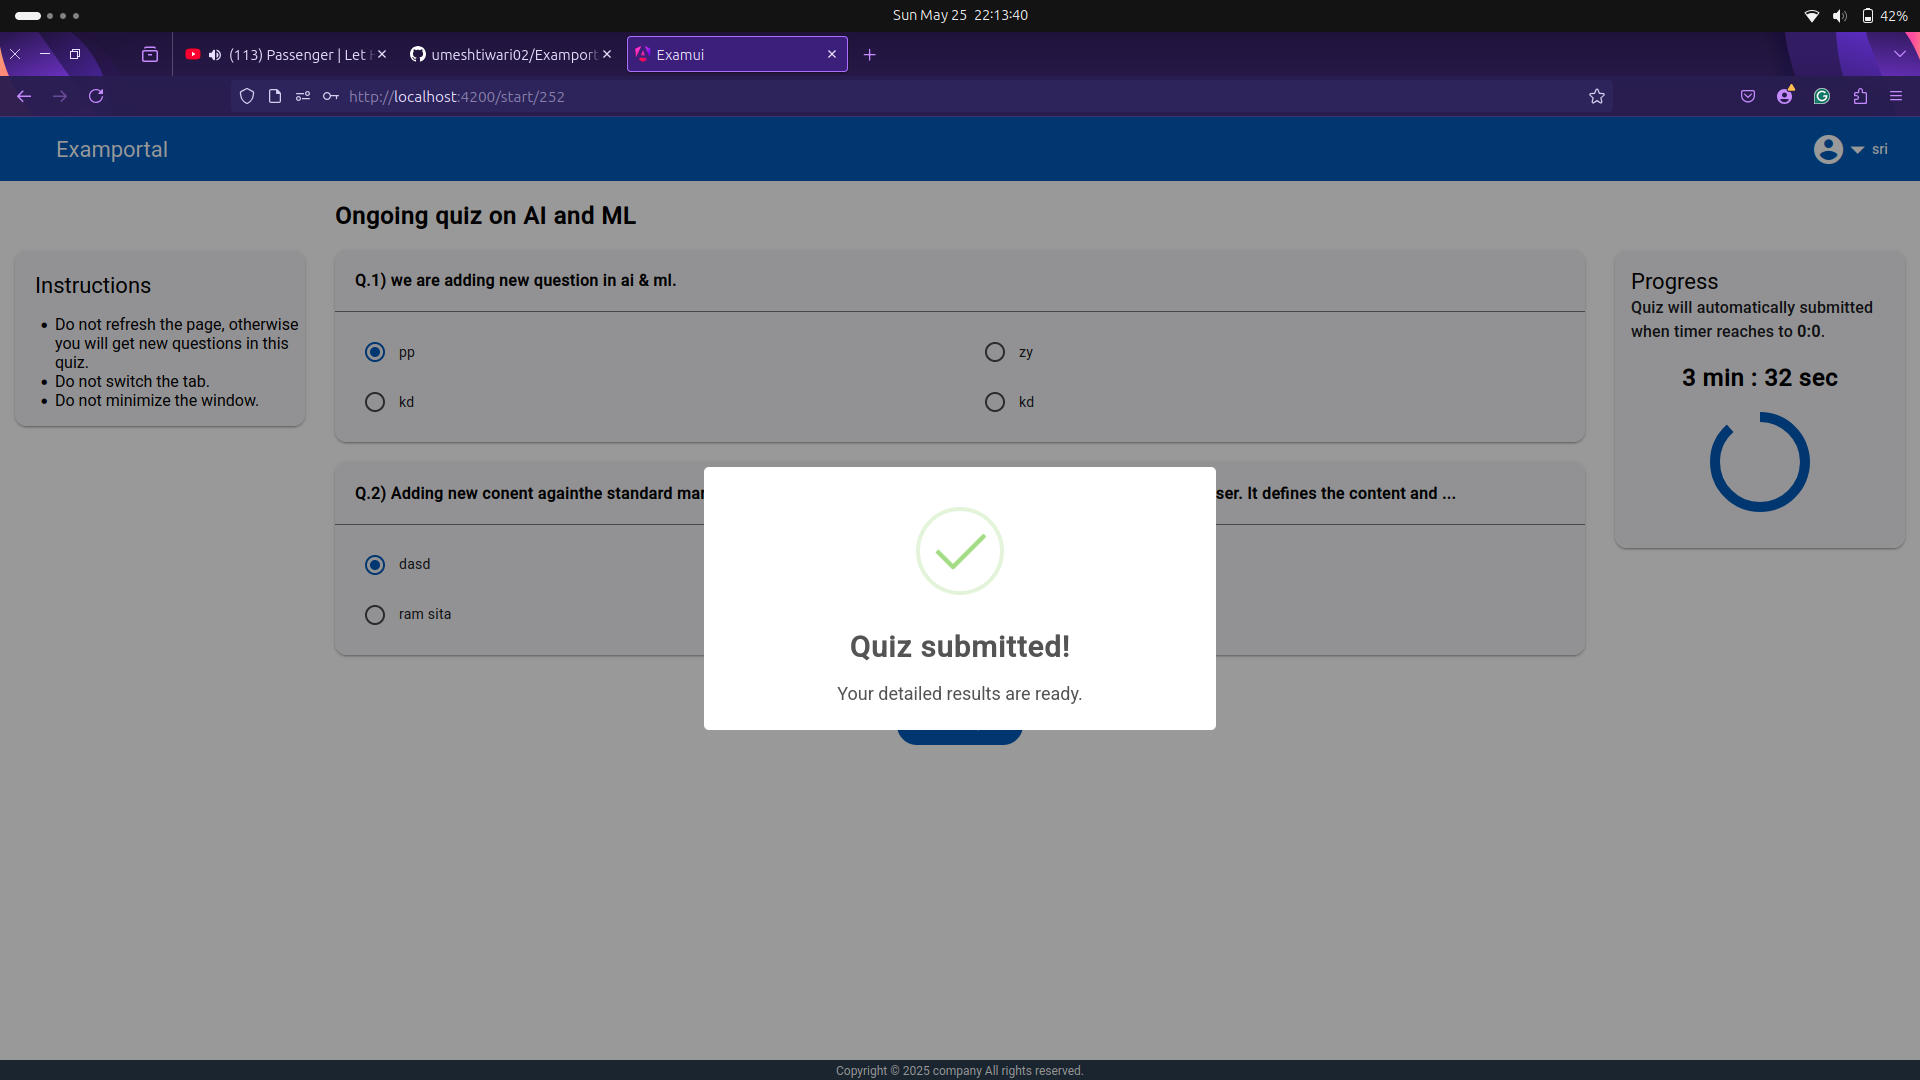 Sun May 25 22:13:40
42%
(113) Passenger | Let H
umeshtiwari02/Examport
Examui
http://localhost:4200/start/252
Examportal
sri
Ongoing quiz on AI and ML
Instructions
Do not refresh the page, otherwise
you will get new questions in this
quiz.
Do not switch the tab.
Do not minimize the window.
Q.1) we are adding new question in ai & ml.
pp
zy
kd
kd
Progress
Quiz will automatically submitted
when timer reaches to 0:0.
3 min : 32 sec
Q.2) Adding new conent againthe standard mar
ser. It defines the content and ...
dasd
ram sita
Quiz submitted!
Your detailed results are ready.
Copyright © 2025 company All rights reserved.